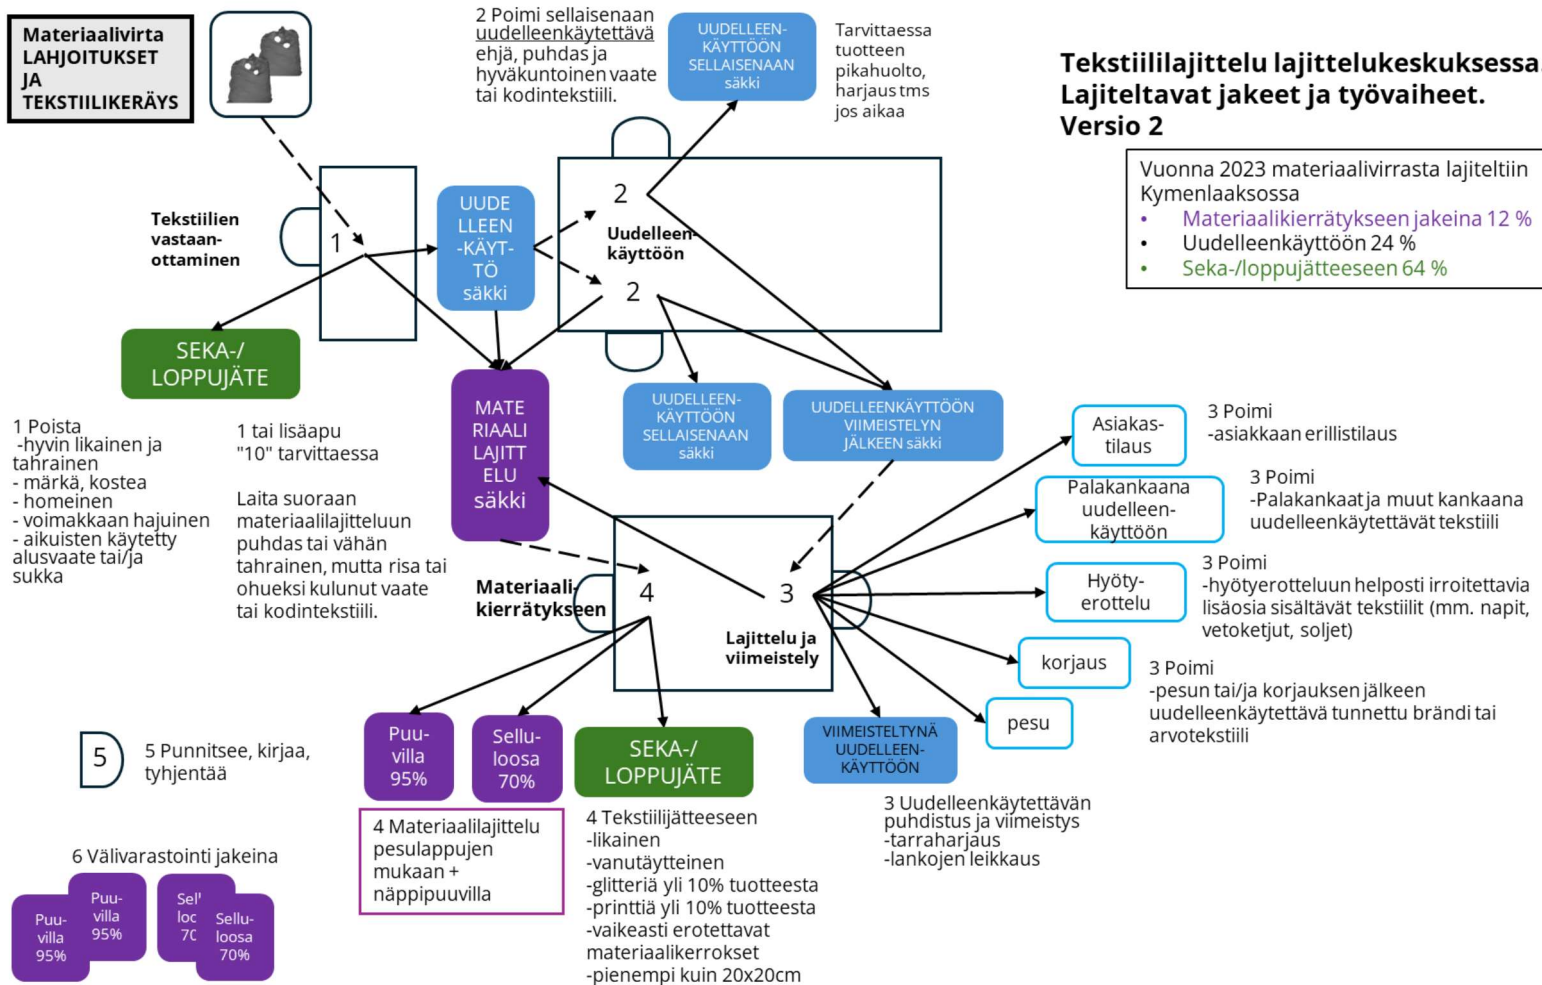 Materiaalivirta
LAHJOITUKSET
JA
TEKSTIILIKERÄYS
2 Poimi sellaisenaan
uudelleenkäytettävä
ehjä, puhdas ja
hyväkuntoinen vaate
tai kodintekstiili.
UUDELLEEN-
KÄYTTÖÖN
SELLAISENAAN
säkki
Tarvittaessa
tuotteen
pikahuolto,
harjaus tms
jos aikaa
Tekstiililajittelu lajittelukeskuksessa.
Lajiteltavat jakeet ja työvaiheet.
Versio 2
Vuonna 2023 materiaalivirrasta lajiteltiin
Kymenlaaksossa
• Materiaalikierrätykseen jakeina 12 %
• Uudelleenkäyttöön 24 %
• Seka-/loppujätteeseen 64 %
Tekstiilien
vastaan-
ottaminen
1
UUDE
LLEEN
-KÄYT-
TÖ
säkki
2
Uudelleen-
käyttöön
2
SEKA-/
LOPPUJÄTE
MATE
RIAALI
LAJITT
ELU
säkki
UUDELLEEN-
KÄYTTÖÖN
SELLAISENAAN
säkki
UUDELLEENKÄYTTÖÖN
VIIMEISTELYN
JÄLKEEN säkki
1 Poista
-hyvin likainen ja
tahrainen
- märkä, kostea
- homeinen
- voimakkaan hajuinen
- aikuisten käytetty
alusvaate tai/ja
sukka
1 tai lisäapu
"10" tarvittaessa
Laita suoraan
materiaalilajitteluun
puhdas tai vähän
tahrainen, mutta risa tai
ohueksi kulunut vaate
tai kodintekstiili.
Asiakas-
tilaus
3 Poimi
-asiakkaan erillistilaus
Palakankaana
uudelleen-
käyttöön
3 Poimi
-Palakankaat ja muut kankaana
uudelleenkäytettävät tekstiili
Hyöty-
erottelu
3 Poimi
-hyötyerotteluun helposti irroitettavia
lisäosia sisältävät tekstiilit (mm. napit,
vetoketjut, soljet)
korjaus
pesu
3 Poimi
-pesun tai/ja korjauksen jälkeen
uudelleenkäytettävä tunnettu brändi tai
arvotekstiili
Materiaali-
kierrätykseen
4
3
Lajittelu ja
viimeistely
Puu-
villa
95%
Sellu-
loosa
70%
SEKA-/
LOPPUJÄTE
VIIMEISTELTYNÄ
UUDELLEEN-
KÄYTTÖÖN
5
5 Punnitsee, kirjaa,
tyhjentää
4 Materiaalilajittelu
pesulappujen
mukaan +
näppipuuvilla
4 Tekstiilijätteeseen
-likainen
-vanutäytteinen
-glitteriä yli 10% tuotteesta
-printtiä yli 10% tuotteesta
-vaikeasti erotettavat
materiaalikerrokset
-pienempi kuin 20x20cm
3 Uudelleenkäytettävän
puhdistus ja viimeistys
-tarraharjaus
-lankojen leikkaus
6 Välivarastointi jakeina
Puu-
villa
95%
Puu-
villa
95%
Sellu-
loosa
70%